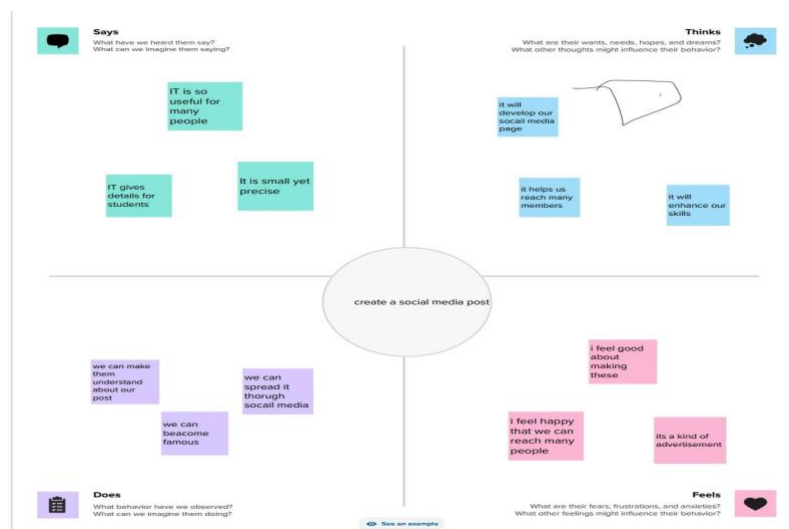 Says
What have we heard them say?
What can we imagine them saying?
IT is so
useful for
many
people
IT gives
details for
students
It is small yet
precise
Thinks
What are their wants, needs, hopes, and dreams?
What other thoughts might influence their behavior?
it will
develop our
socail media
page
it helps us
reach many
members
it will
enhance our
skills
create a social media post
we can make
them
understand
about our
post
we can
beacome
famous
we can
spread it
thorugh
socail media
Does
What behavior have we observed?
What can we imagine them doing?
i feel good
about
making
these
i feel happy
that we can
reach many
people
its a kind of
advertisement
Feels
What are their fears, frustrations, and anxieties?
What other feelings might influence their behavior?
See an example